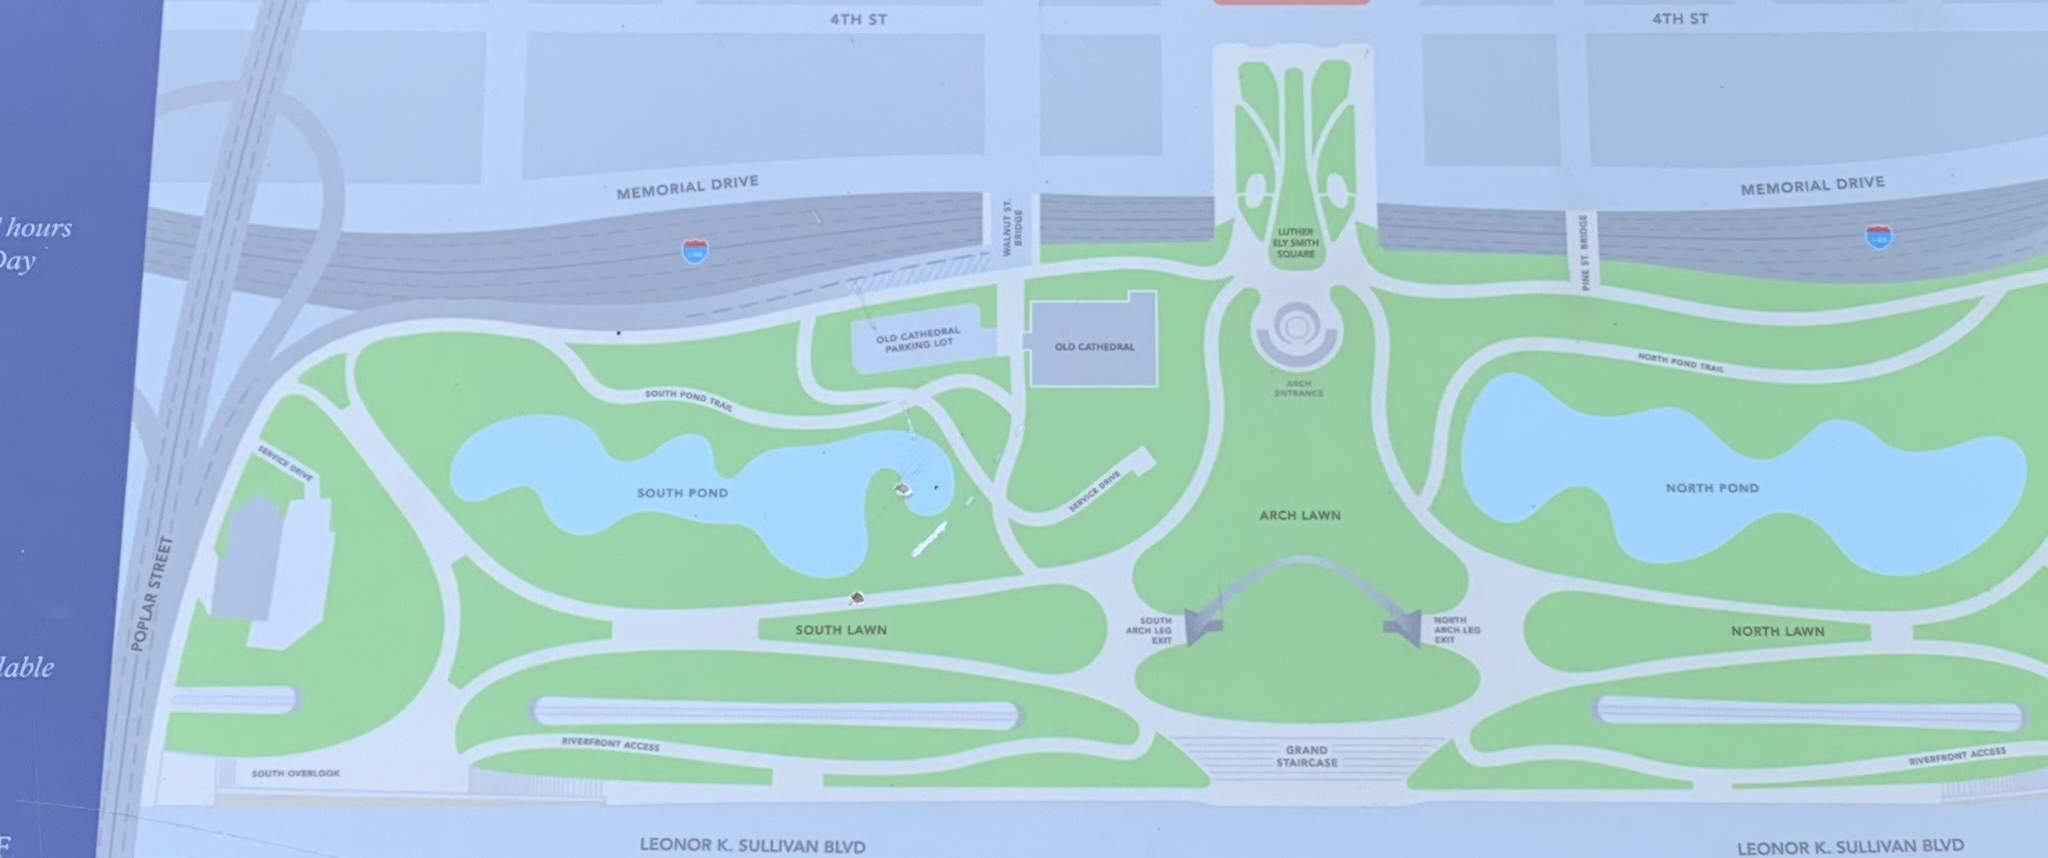 4TH ST
4TH ST
MEMORIAL DRIVE
MEMORIAL DRIVE
hours
Day
WALNUT ST.
BRIDGE
LUTHER
ELY SMITH
SQUARE
PINE ST. BRIDGE
OLD CATHEDRAL
PARKING LOT
OLD CATHEDRAL
ARCH
ENTRANCE
NORTH POND TRAIL
SOUTH POND TRAIL
SERVICE DRIVE
SOUTH POND
SERVICE DRIVE
ARCH LAWN
NORTH POND
POPLAR STREET
SOUTH LAWN
SOUTH
ARCH LEG
EXIT
NORTH
ARCH LEG
EXIT
NORTH LAWN
lable
RIVERFRONT ACCESS
GRAND
STAIRCASE
RIVERFRONT ACCESS
SOUTH OVERLOOK
LEONOR K. SULLIVAN BLVD
LEONOR K. SULLIVAN BLVD